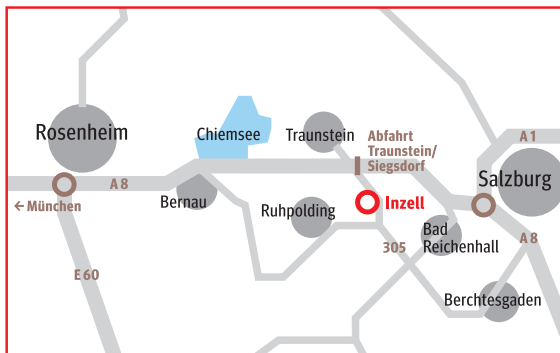 Rosenheim
Chiemsee
Traunstein
Abfahrt
Traunstein/
Siegsdorf
A 1
A 8
Salzburg
← München
Bernau
Ruhpolding
Inzell
Bad
Reichenhall
305
A 8
E 60
Berchtesgaden